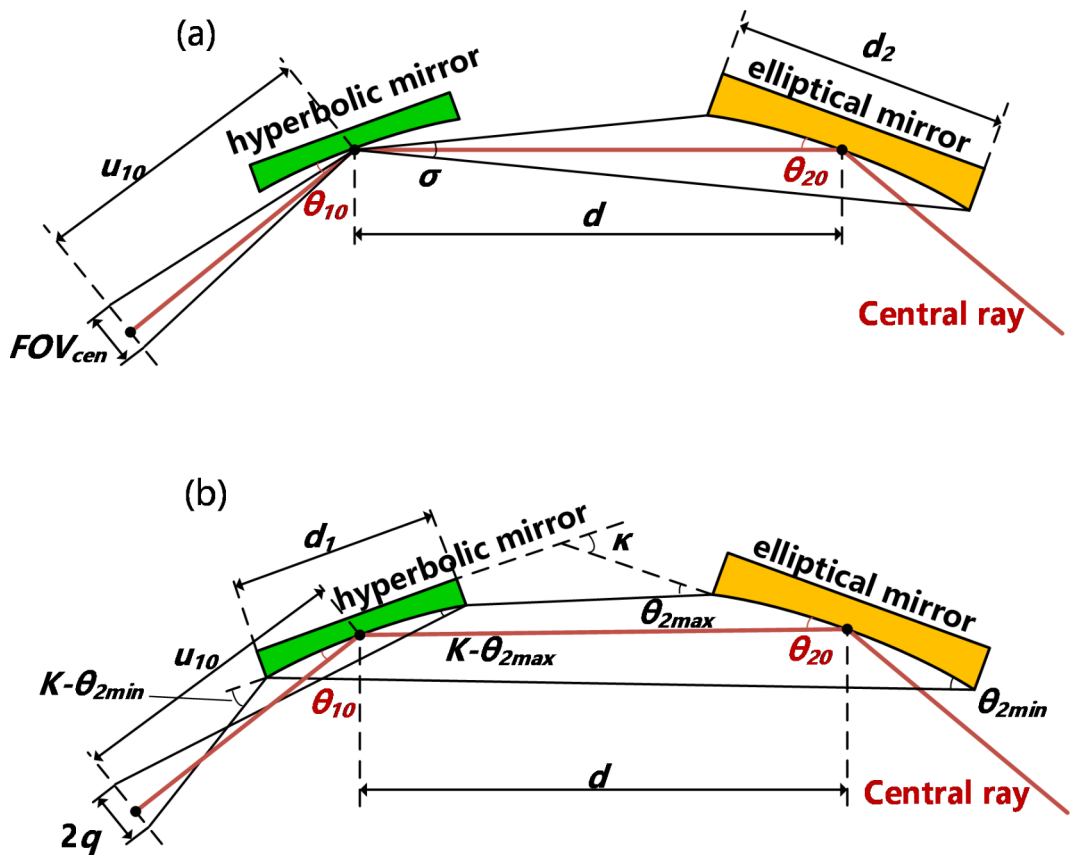 (a)
hyperbolic mirror
elliptical mirror
d₂
u₁₀
θ₁₀
σ
θ₂₀
d
FOV_cen
Central ray
(b)
d₁
hyperbolic mirror
κ
elliptical mirror
u₁₀
θ₂max
K-θ₂max
θ₂₀
K-θ₂min
θ₁₀
θ₂min
d
Central ray
2q